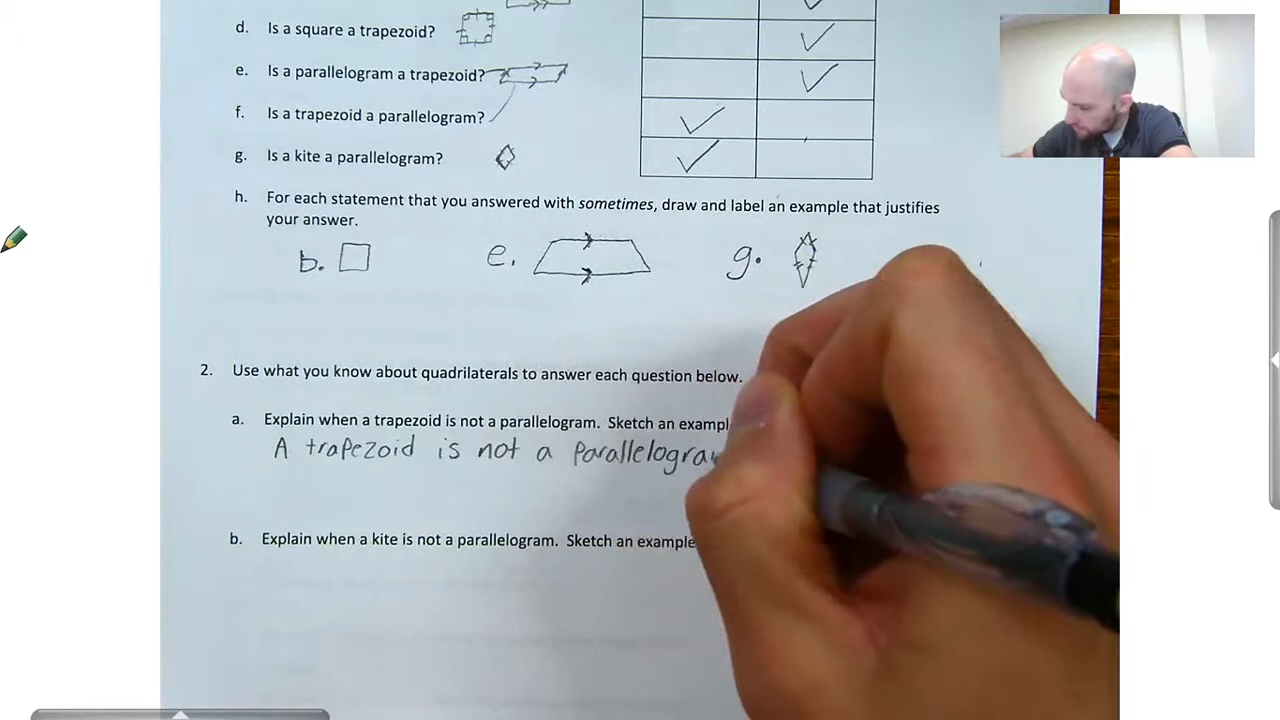 d. Is a square a trapezoid?
e. Is a parallelogram a trapezoid?
f. Is a trapezoid a parallelogram?
g. Is a kite a parallelogram?
h. For each statement that you answered with sometimes, draw and label an example that justifies
your answer.
b. e. g.
2. Use what you know about quadrilaterals to answer each question below.
a. Explain when a trapezoid is not a parallelogram. Sketch an
A trapezoid is not a
b. Explain when a kite is not a parallelogram. Sketch an example